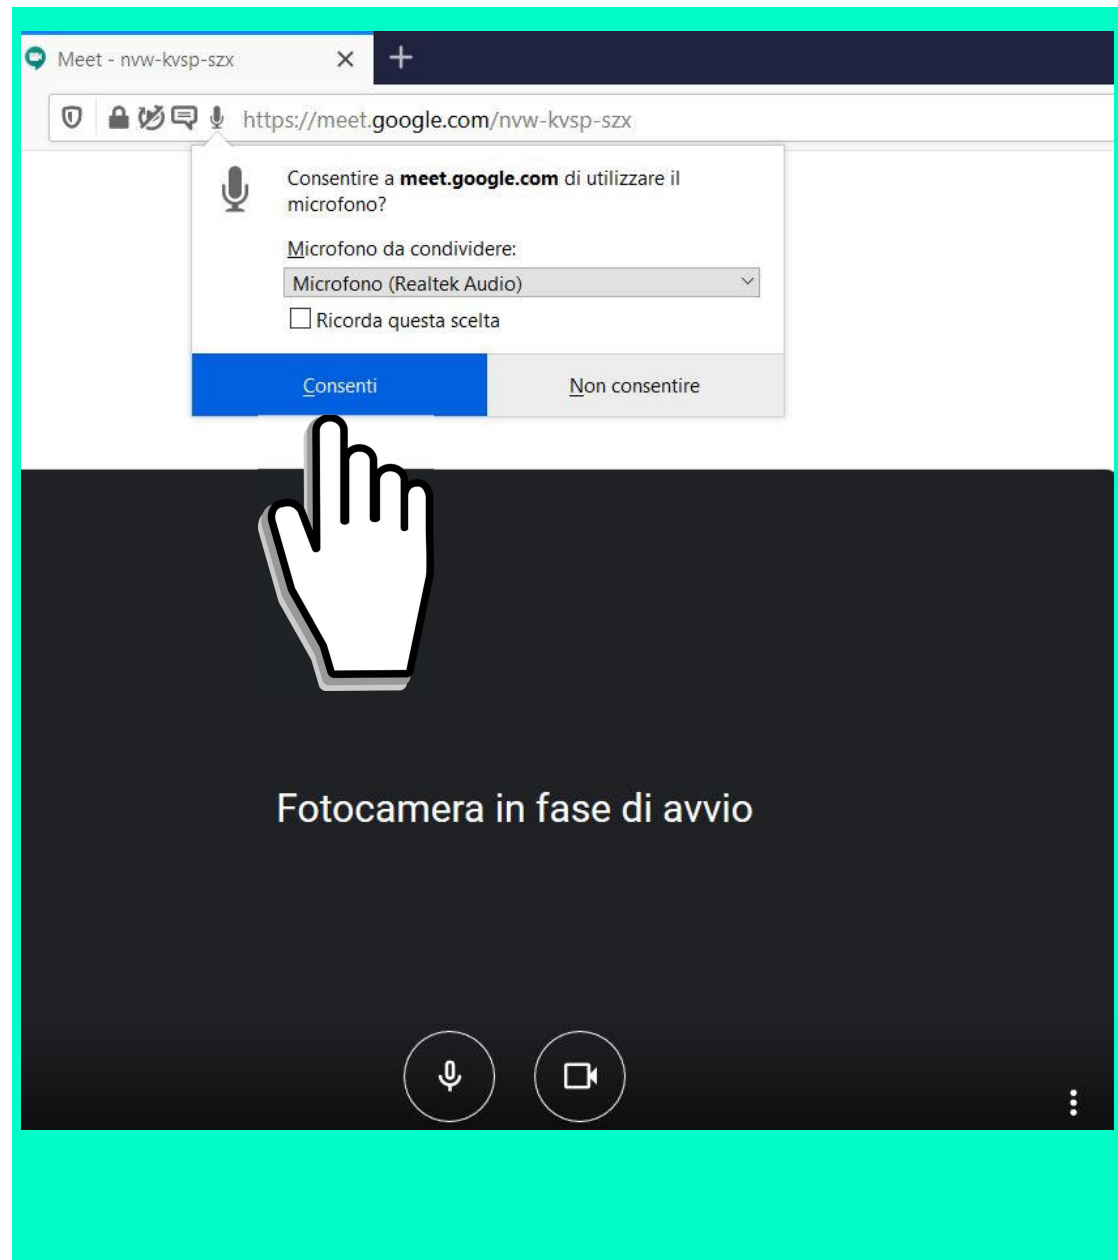 Meet - nvw-kvsp-szx
https://meet.google.com/nvw-kvsp-szx
Consentire a meet.google.com di utilizzare il
microfono?
Microfono da condividere:
Microfono (Realtek Audio)
Ricorda questa scelta
Consenti
Non consentire
Fotocamera in fase di avvio